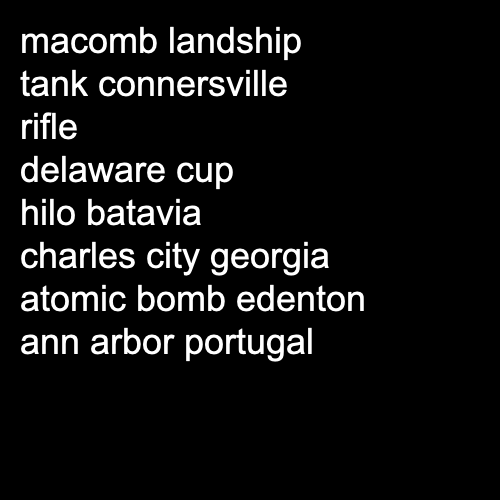 macomb landship
tank connersville
rifle
delaware cup
hilo batavia
charles city georgia
atomic bomb edenton
ann arbor portugal